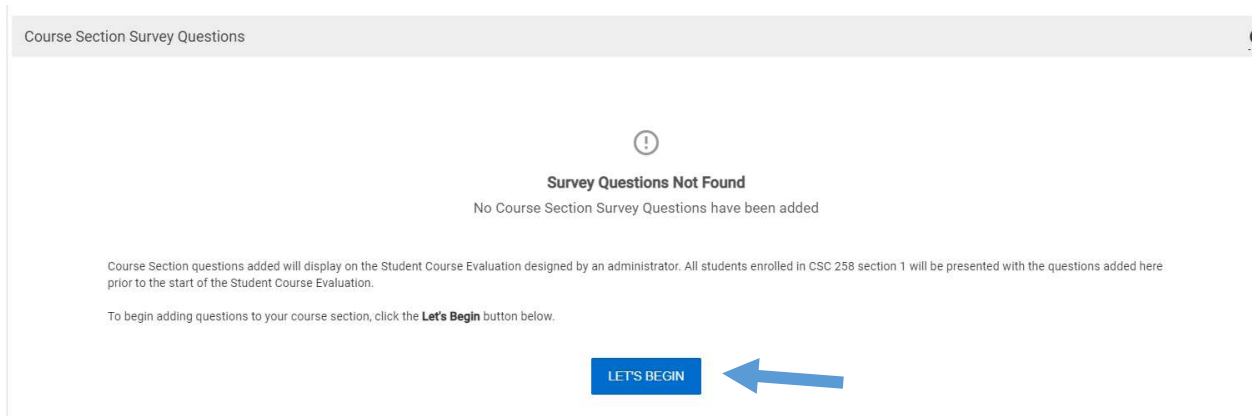 Course Section Survey Questions
Survey Questions Not Found
No Course Section Survey Questions have been added
Course Section questions added will display on the Student Course Evaluation designed by an administrator. All students enrolled in CSC 258 section 1 will be presented with the questions added here
prior to the start of the Student Course Evaluation.
To begin adding questions to your course section, click the Let's Begin button below.
LET'S BEGIN